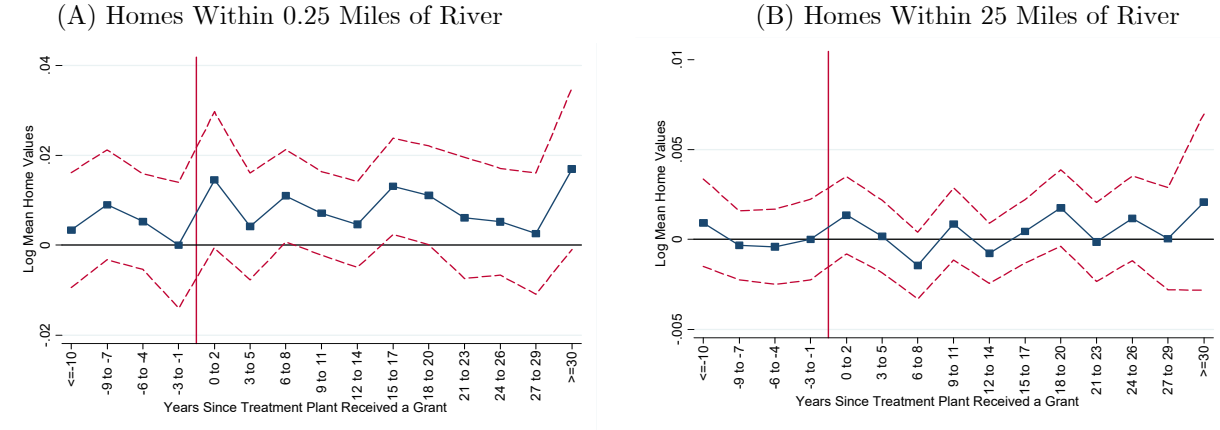 (A) Homes Within 0.25 Miles of River
Log Mean Home Values
.04
.02
0
-.02
<=-10
-9 to -7
-6 to -4
-3 to -1
0 to 2
3 to 5
6 to 8
9 to 11
12 to 14
15 to 17
18 to 20
21 to 23
24 to 26
27 to 29
>=30
Years Since Treatment Plant Received a Grant
(B) Homes Within 25 Miles of River
Log Mean Home Values
.01
.005
0
-.005
<=-10
-9 to -7
-6 to -4
-3 to -1
0 to 2
3 to 5
6 to 8
9 to 11
12 to 14
15 to 17
18 to 20
21 to 23
24 to 26
27 to 29
>=30
Years Since Treatment Plant Received a Grant